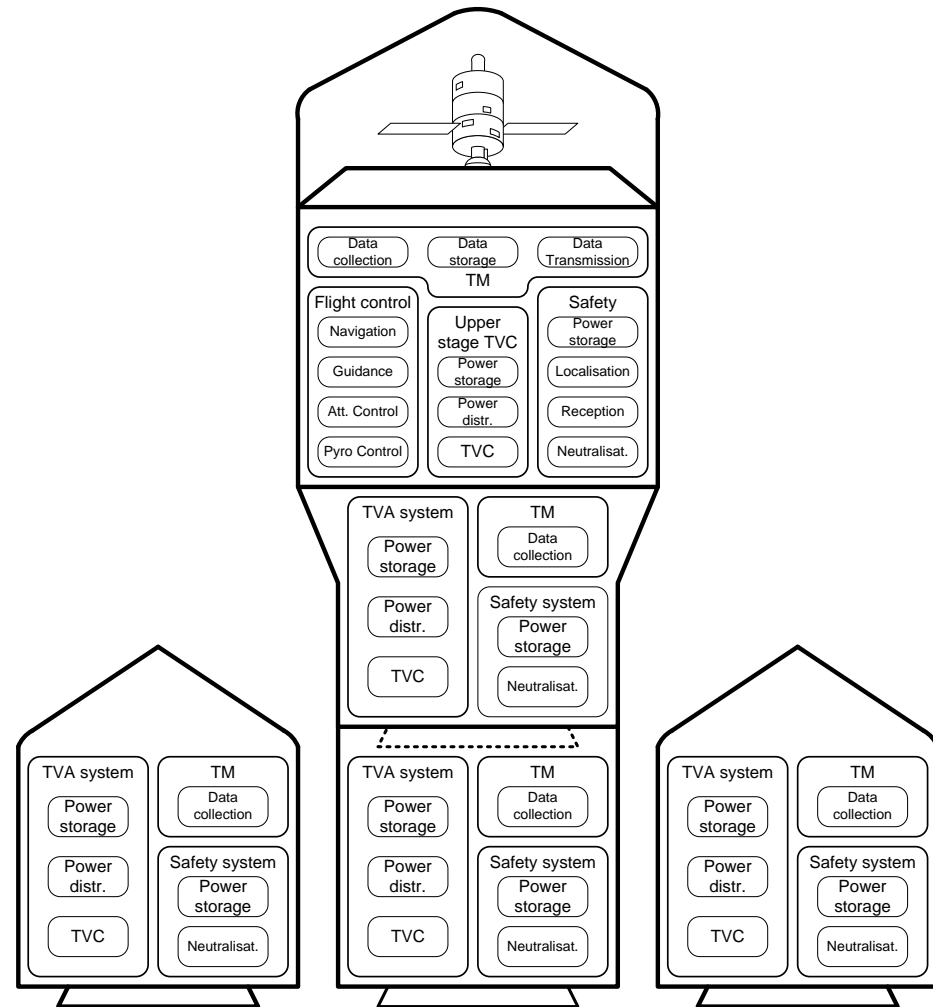 Data
collection
Data
storage
Data
Transmission
TM
Flight control
Navigation
Guidance
Att. Control
Pyro Control
Upper
stage TVC
Power
storage
Power
distr.
TVC
Safety
Power
storage
Localisation
Reception
Neutralisat.
TVA system
Power
storage
Power
distr.
TVC
TM
Data
collection
Safety system
Power
storage
Neutralisat.
TVA system
Power
storage
Power
distr.
TVC
TM
Data
collection
Safety system
Power
storage
Neutralisat.
TVA system
Power
storage
Power
distr.
TVC
TM
Data
collection
Safety system
Power
storage
Neutralisat.
TVA system
Power
storage
Power
distr.
TVC
TM
Data
collection
Safety system
Power
storage
Neutralisat.